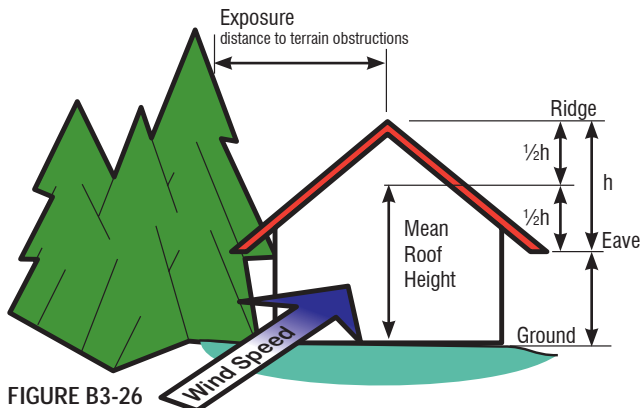 Exposure
distance to terrain obstructions
Ridge
½h
h
½h
Mean
Roof
Height
Eave
Ground
Wind Speed
FIGURE B3-26